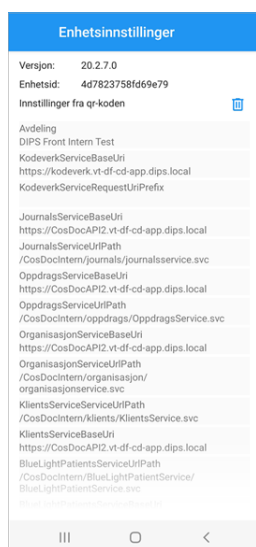 Enhetsinnstillinger
Versjon: 20.2.7.0
Enhetsid: 4d7823758fd69e79
Innstillinger fra qr-koden
Avdeling
DIPS Front Intern Test
KodeverkServiceBaseUri
https://kodeverk.vt-df-cd-app.dips.local
KodeverkServiceRequestUriPrefix
JournalsServiceBaseUri
https://CosDocAPI2.vt-df-cd-app.dips.local
JournalsServiceUrlPath
/CosDocIntern/journals/journalsservice.svc
OppdragsServiceBaseUri
https://CosDocAPI2.vt-df-cd-app.dips.local
OppdragsServiceUrlPath
/CosDocIntern/oppdrags/OppdragsService.svc
OrganisasjonServiceBaseUri
https://CosDocAPI2.vt-df-cd-app.dips.local
OrganisasjonServiceUrlPath
/CosDocIntern/organisasjon/
organisasjonservice.svc
KlientsServiceServiceUrlPath
/CosDocIntern/klients/KlientsService.svc
KlientsServiceBaseUri
https://CosDocAPI2.vt-df-cd-app.dips.local
BlueLightPatientsServiceUrlPath
/CosDocIntern/BlueLightPatientService/
BlueLightPatientService.svc